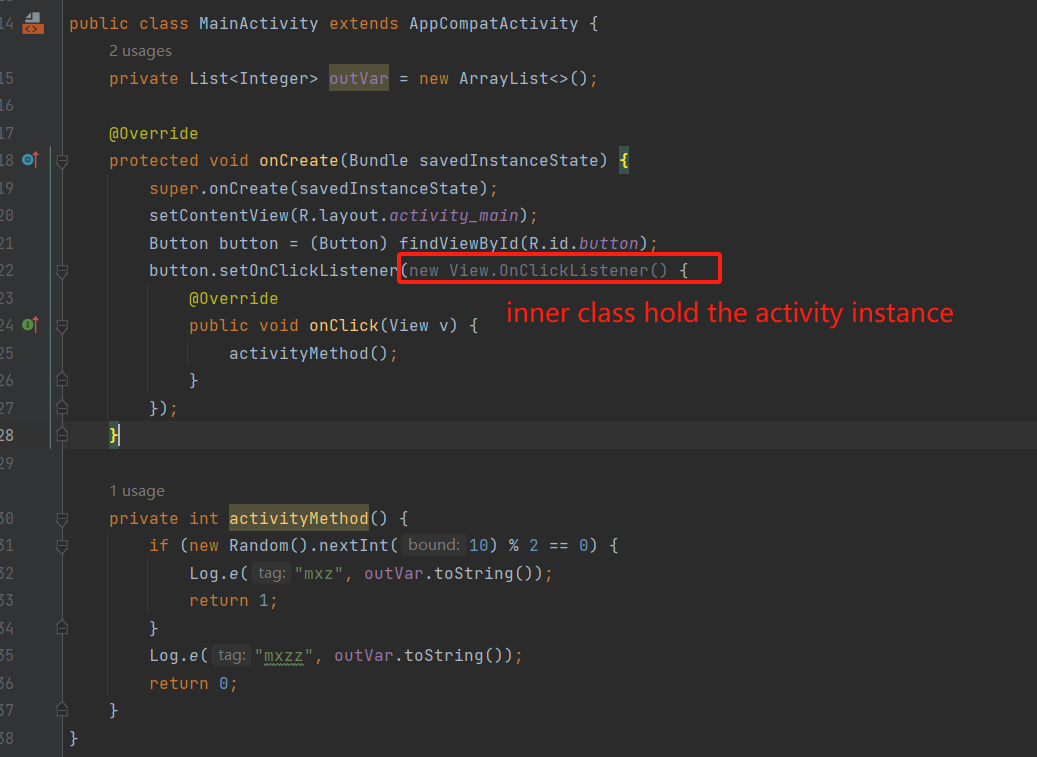 14 public class MainActivity extends AppCompatActivity {
2 usages
15 private List<Integer> outVar = new ArrayList<>();
16
17 @Override
18 protected void onCreate(Bundle savedInstanceState) {
19 super.onCreate(savedInstanceState);
20 setContentView(R.layout.activity_main);
21 Button button = (Button) findViewById(R.id.button);
22 button.setOnClickListener(new View.OnClickListener() {
23 @Override
inner class hold the activity instance
24 public void onClick(View v) {
25 activityMethod();
26 }
27 });
28 }
29
1 usage
30 private int activityMethod() {
31 if (new Random().nextInt( bound: 10) % 2 == 0) {
32 Log.e( tag: "mxz", outVar.toString());
33 return 1;
34 }
35 Log.e( tag: "mxzz", outVar.toString());
36 return 0;
37 }
38 }